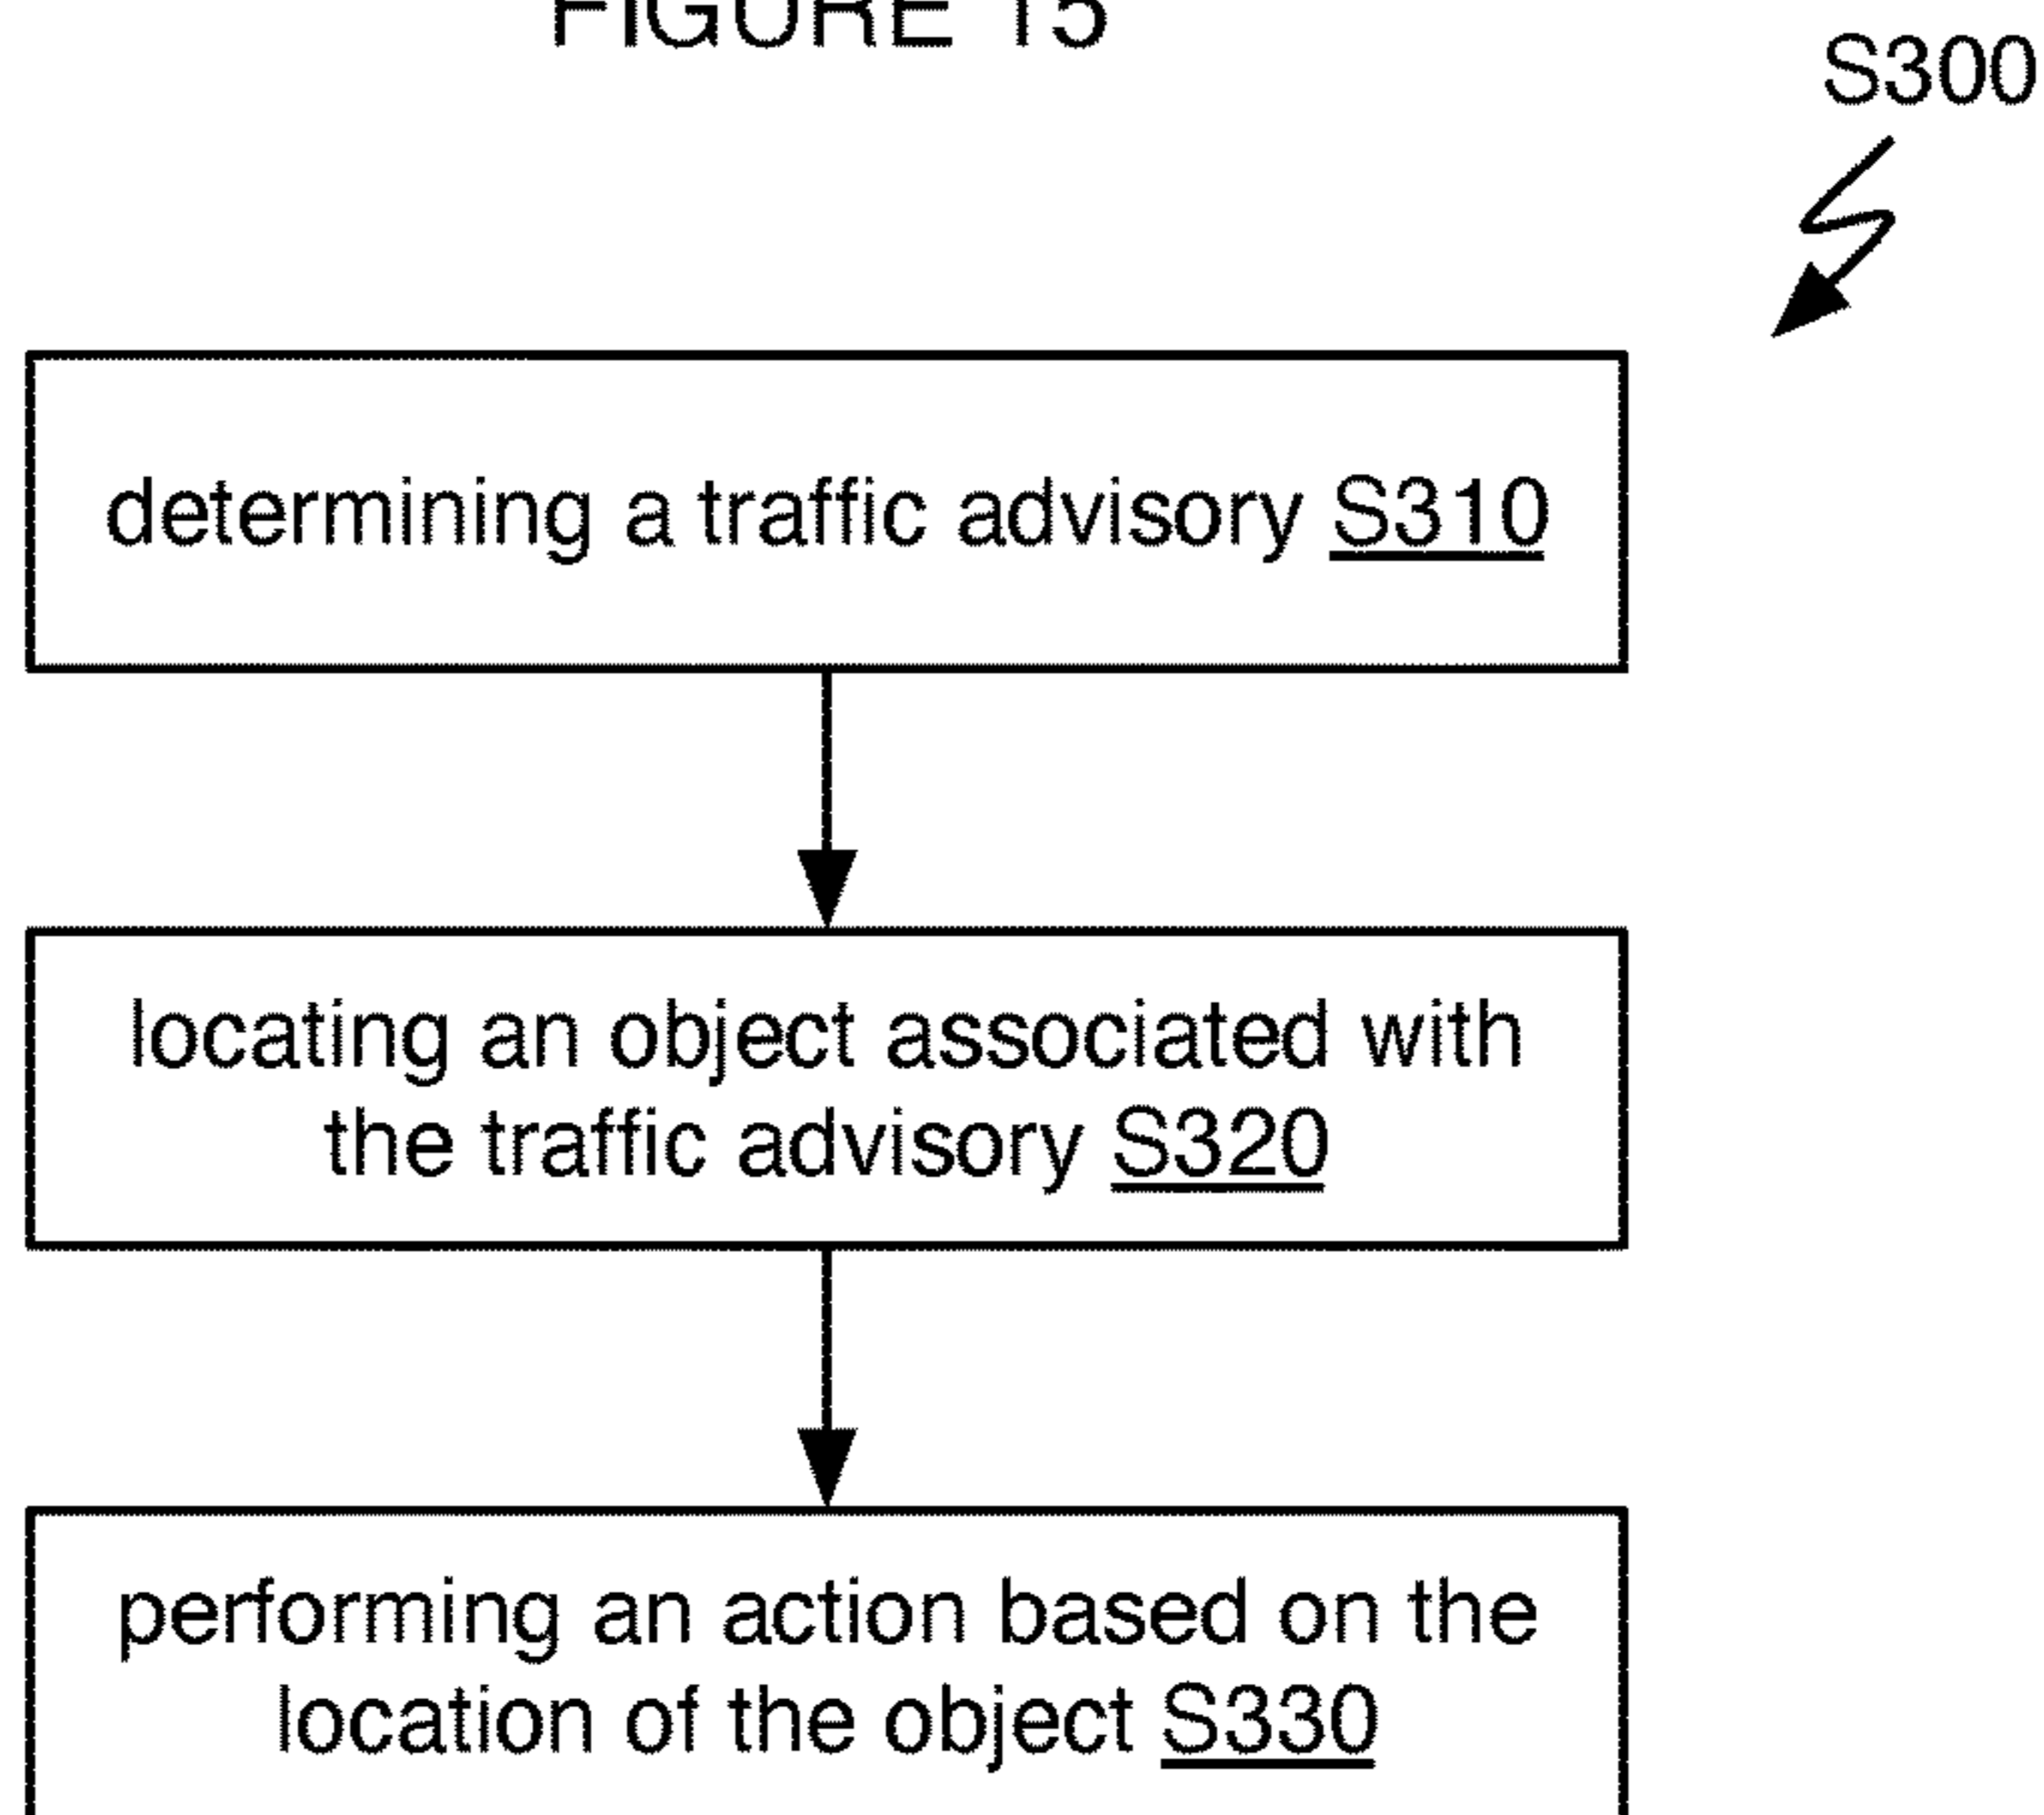 FIGURE 15
S300
determining a traffic advisory S310
locating an object associated with
the traffic advisory S320
performing an action based on the
location of the object S330